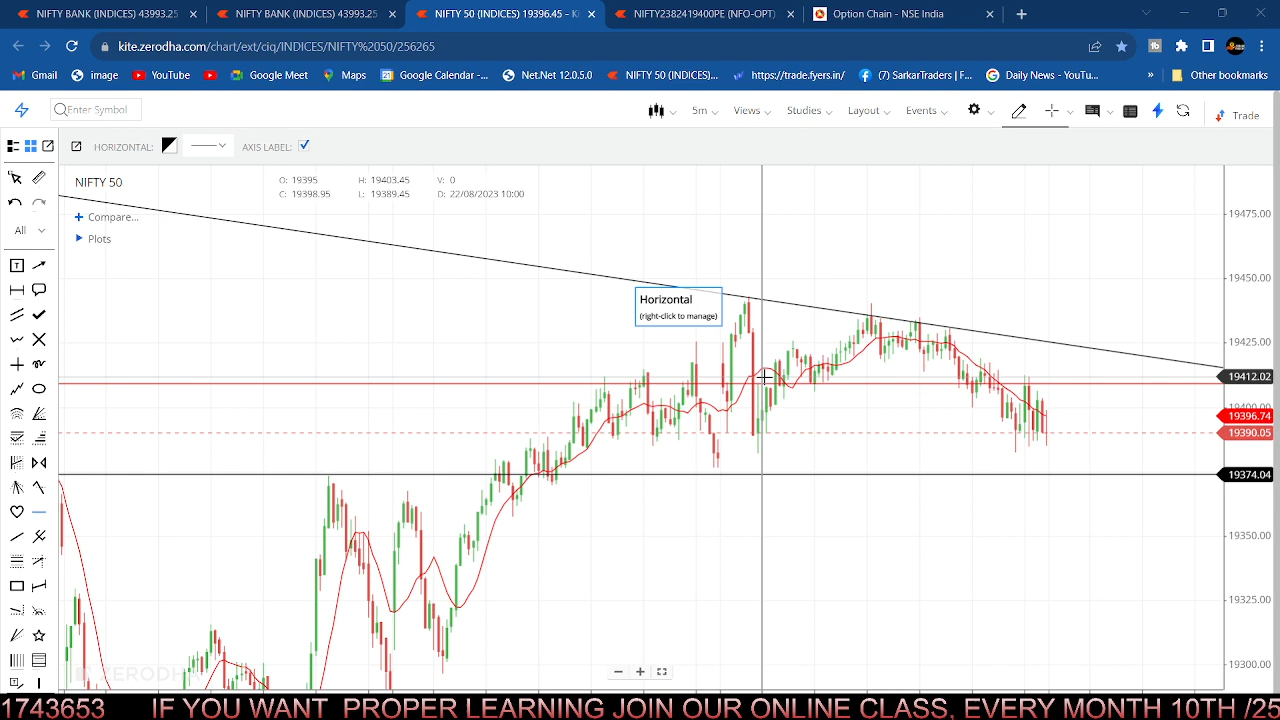 NIFTY BANK (INDICES) 43993.25
NIFTY BANK (INDICES) 43993.25
NIFTY 50 (INDICES) 19396.45 - Ki
NIFTY2382419400PE (NFO-OPT)
Option Chain - NSE India
kite.zerodha.com/chart/ext/ciq/INDICES/NIFTY%2050/256265
Gmail
image
YouTube
Google Meet
Maps
Google Calendar -...
Net.Net 12.0.5.0
NIFTY 50 (INDICES)...
https://trade.fyers.in/
(7) SarkaiTraders | F...
Daily News - YouTu...
»
Other bookmarks
Enter Symbol
5m
Views
Studies
Layout
Events
Trade
HORIZONTAL:
AXIS LABEL:
NIFTY 50
O: 19395 H: 19403.45 V: 0
C: 19398.95 L: 19389.45 D: 22/08/2023 10:00
+ Compare...
Plots
All
Horizontal
(right-click to manage)
19475.00
19450.00
19425.00
19412.02
19400.00
19396.74
19390.05
19374.04
19350.00
19325.00
19300.00
ZERODHA
1743653 IF YOU WANT PROPER LEARNING JOIN OUR ONLINE CLASS, EVERY MONTH 10TH /25